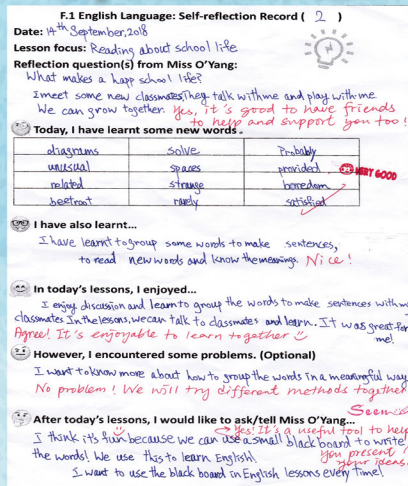 F.1 English Language: Self-reflection Record ( 2 )
Date: 14th September, 2018
Lesson focus: Reading about school life
Reflection question(s) from Miss O'Yang:
What makes a happ school life?
I meet some new classmates. They talk with me and play with me
We can grow together. Yes, it's good to have friends
to help and support you too!
Today, I have learnt some new words.
diagrams solve Probably
unusual spaces provided VERY GOOD
related strange boredom
beetroot rarely satisfied
I have also learnt...
I have learnt to group some words to make sentences,
to read new words and know the meanings. Nice!
In today's lessons, I enjoyed...
I enjoy discussion and learn to group the words to make sentences with m
classmates. In the lessons, we can talk to classmates and learn. It was great for
me!
Agree! It's enjoyable to learn together
However, I encountered some problems. (Optional)
I want to know more about how to group the words in a meaningful way
No problem! We will try different methods together
Seems
After today's lessons, I would like to ask/tell Miss O'Yang...
Yes! It's a useful tool to help
I think it's fun because we can use a small black board to write
the words! We use this to learn English. you present
your ideas.
I want to use the black board in English lessons every time!